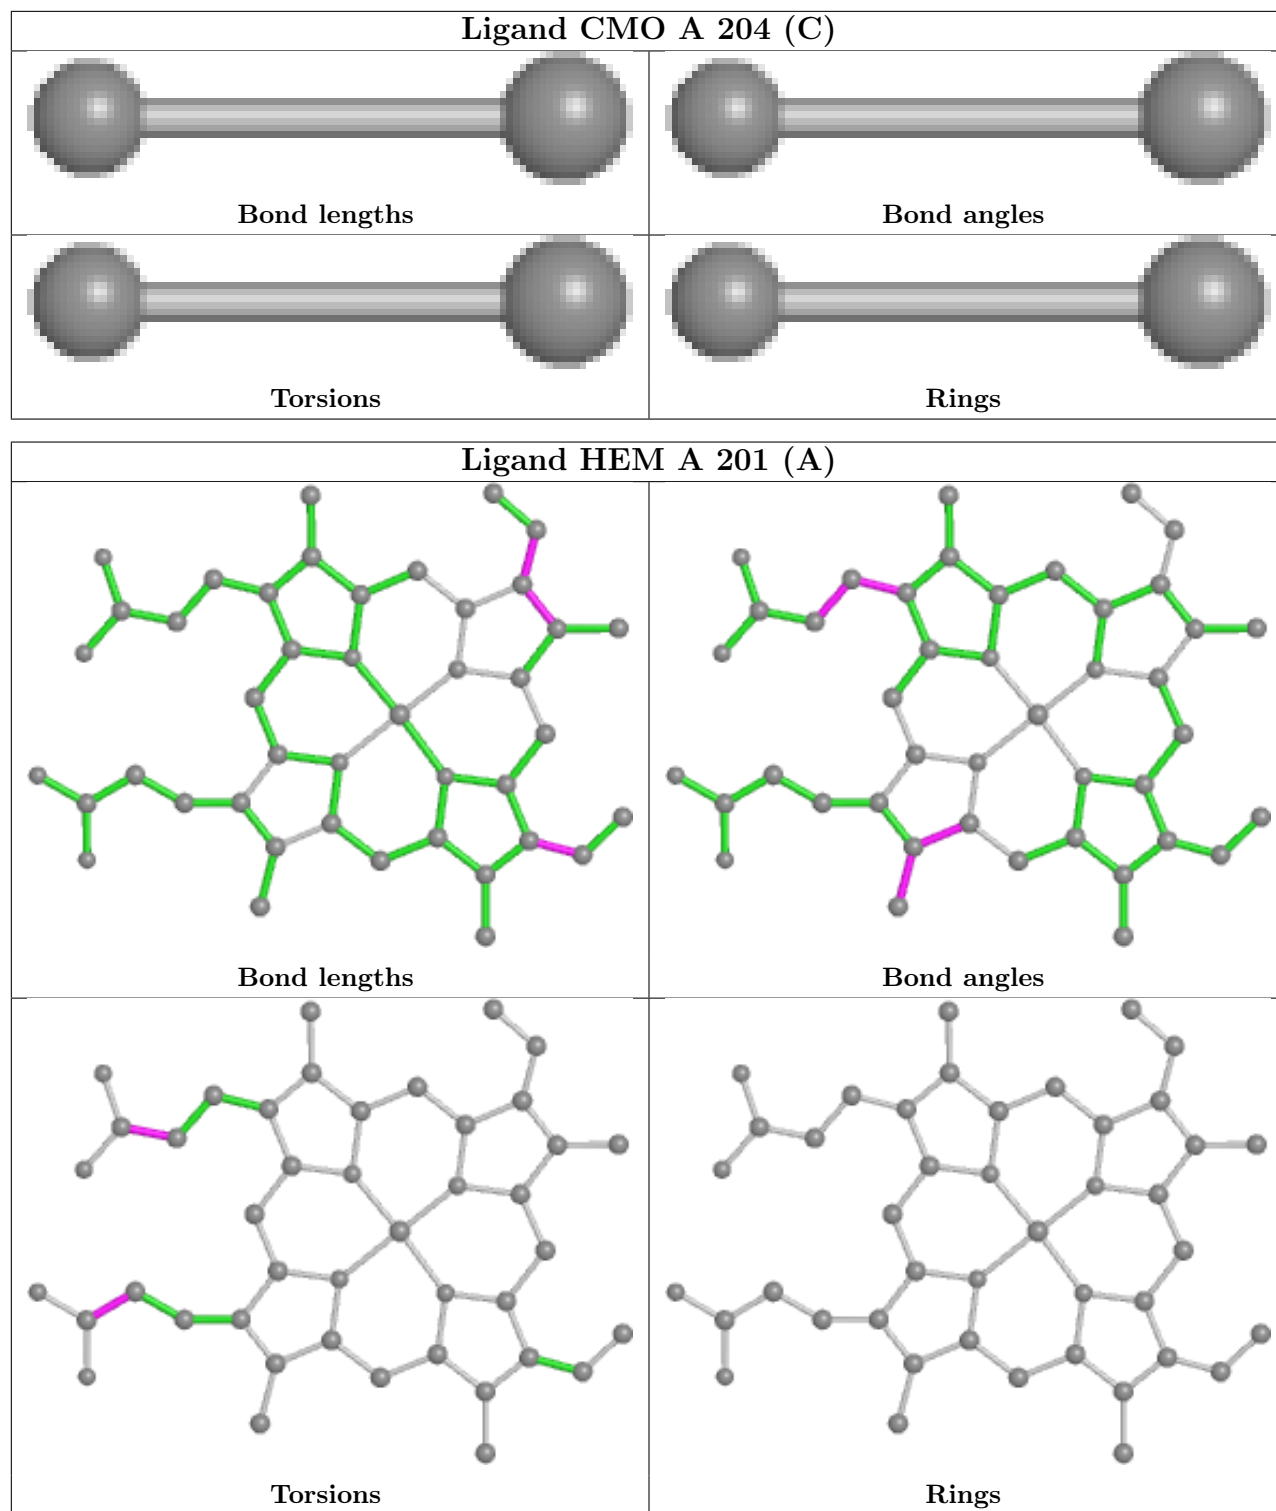 Ligand CMO A 204 (C)
Bond lengths
Bond angles
Torsions
Rings
Ligand HEM A 201 (A)
Bond lengths
Bond angles
Torsions
Rings